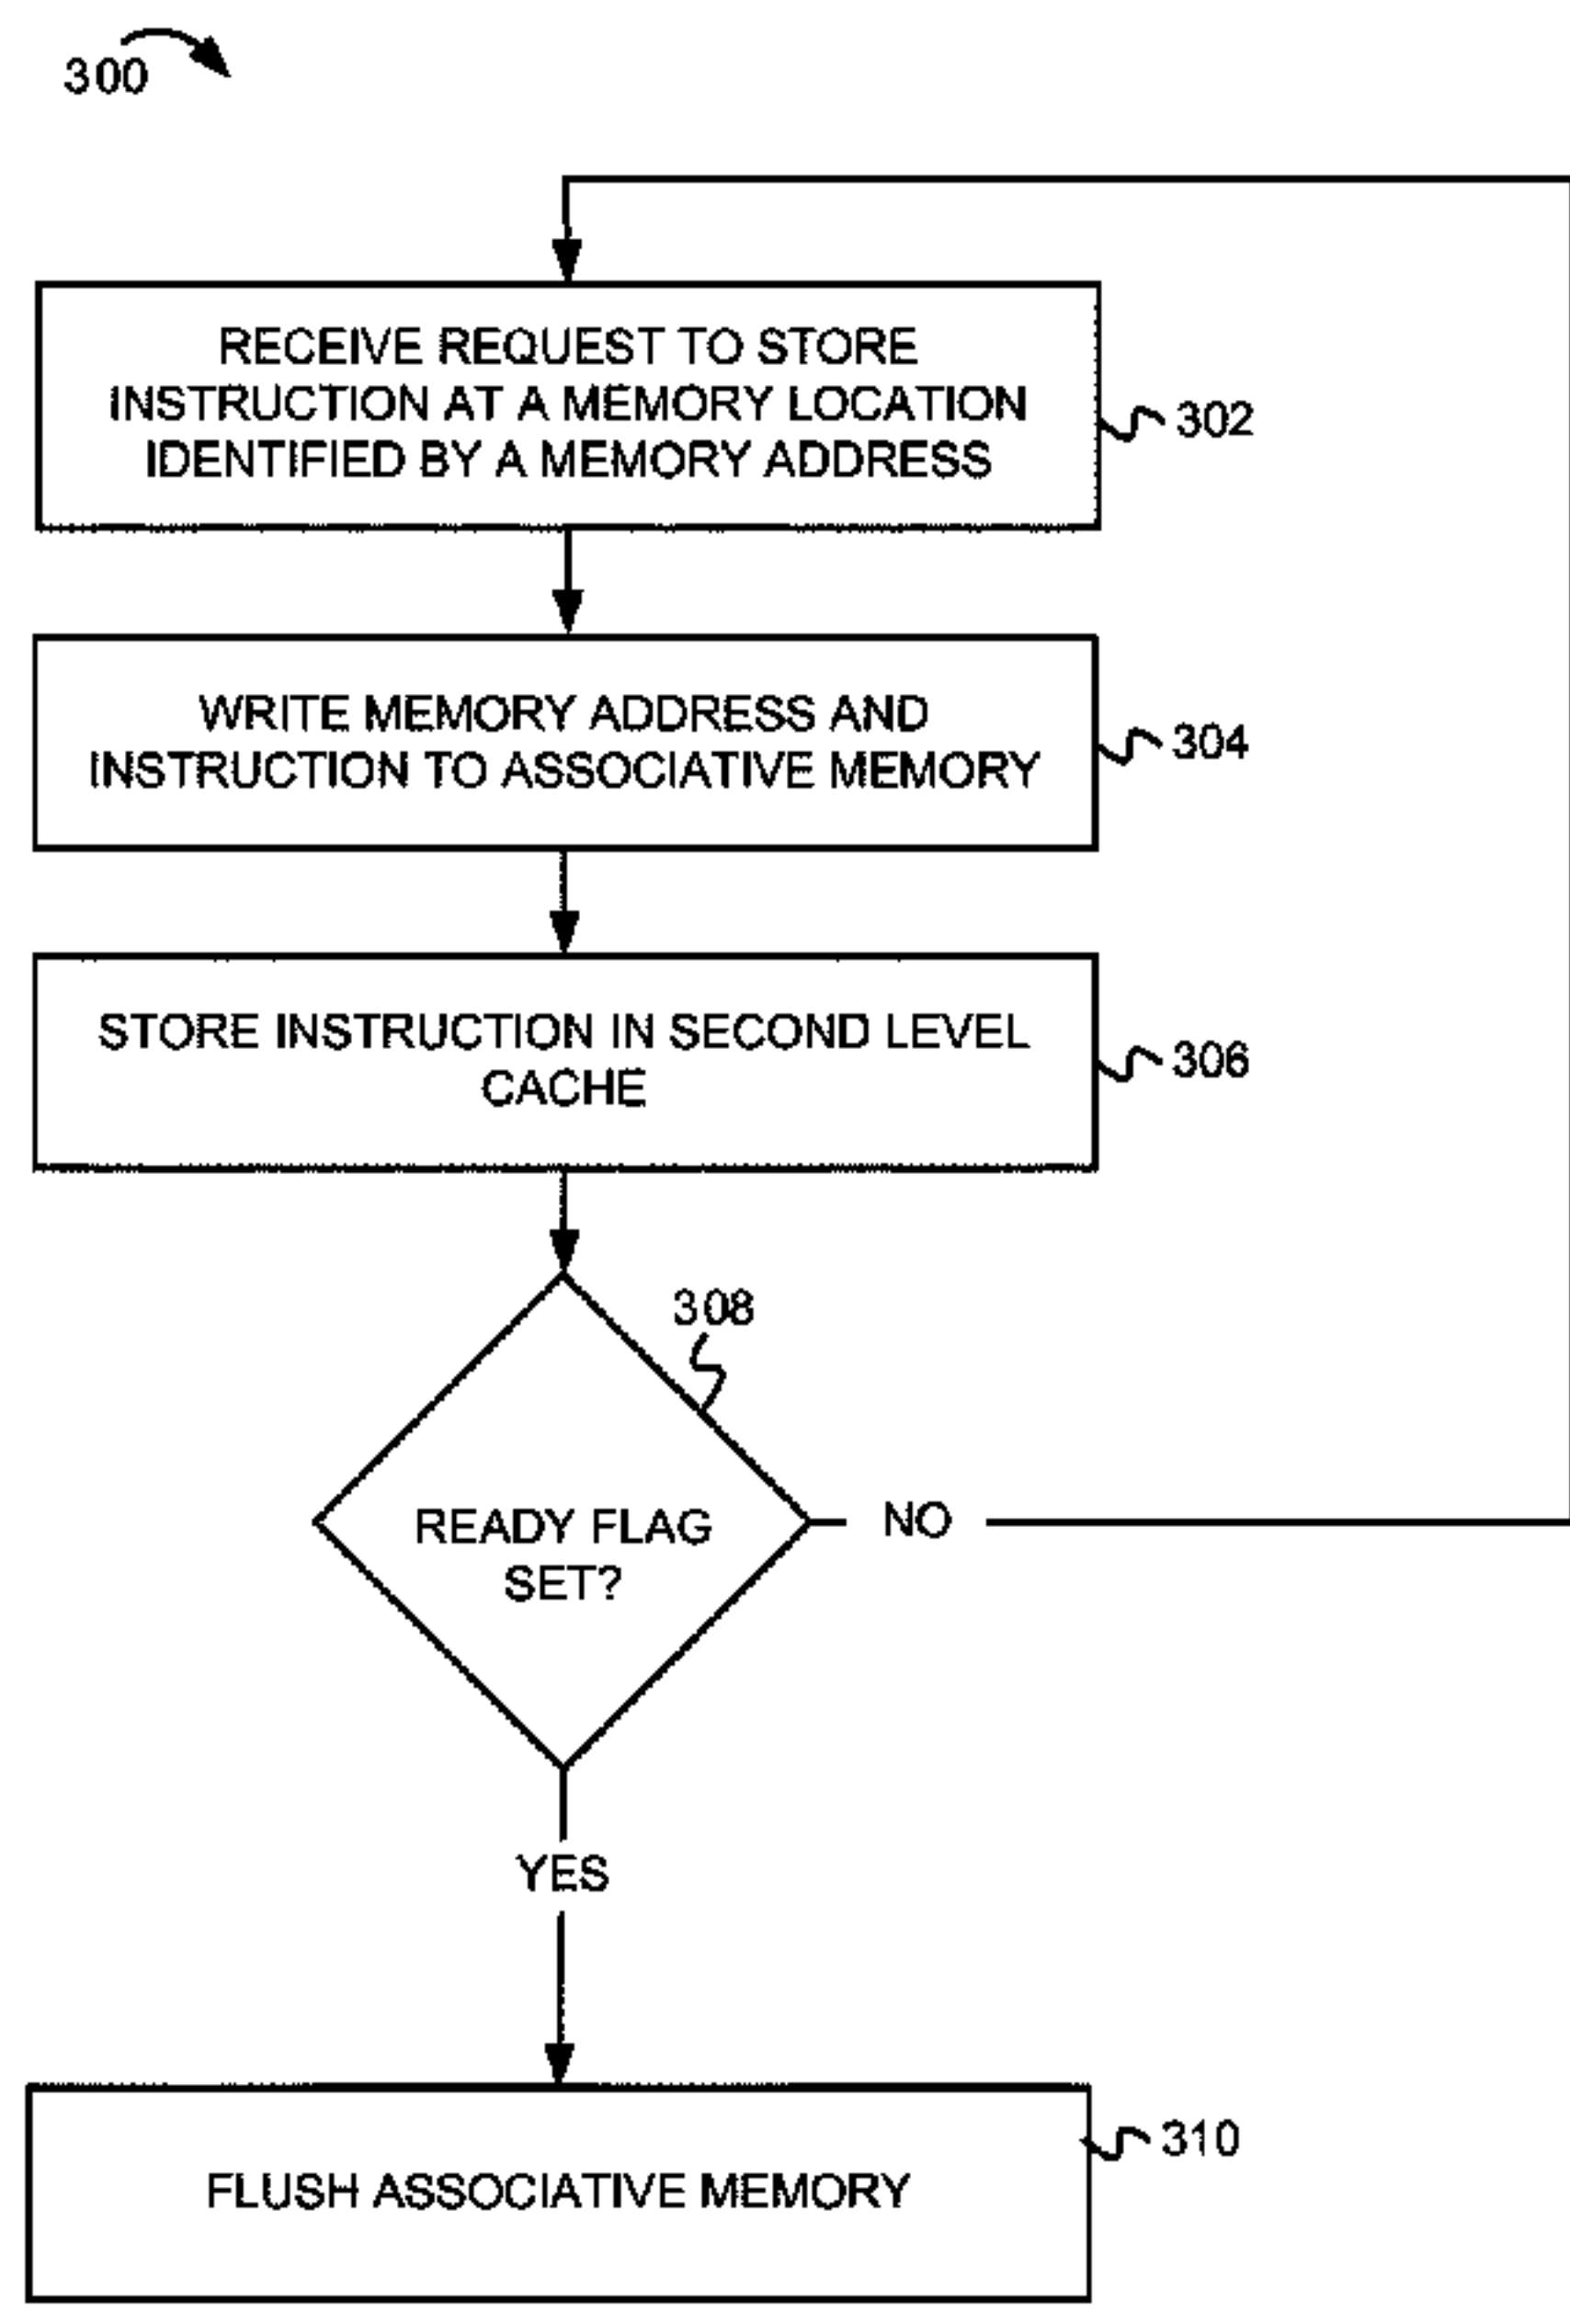 300
RECEIVE REQUEST TO STORE
INSTRUCTION AT A MEMORY LOCATION
IDENTIFIED BY A MEMORY ADDRESS
302
WRITE MEMORY ADDRESS AND
INSTRUCTION TO ASSOCIATIVE MEMORY
304
STORE INSTRUCTION IN SECOND LEVEL
CACHE
306
308
READY FLAG
SET?
NO
YES
FLUSH ASSOCIATIVE MEMORY
310